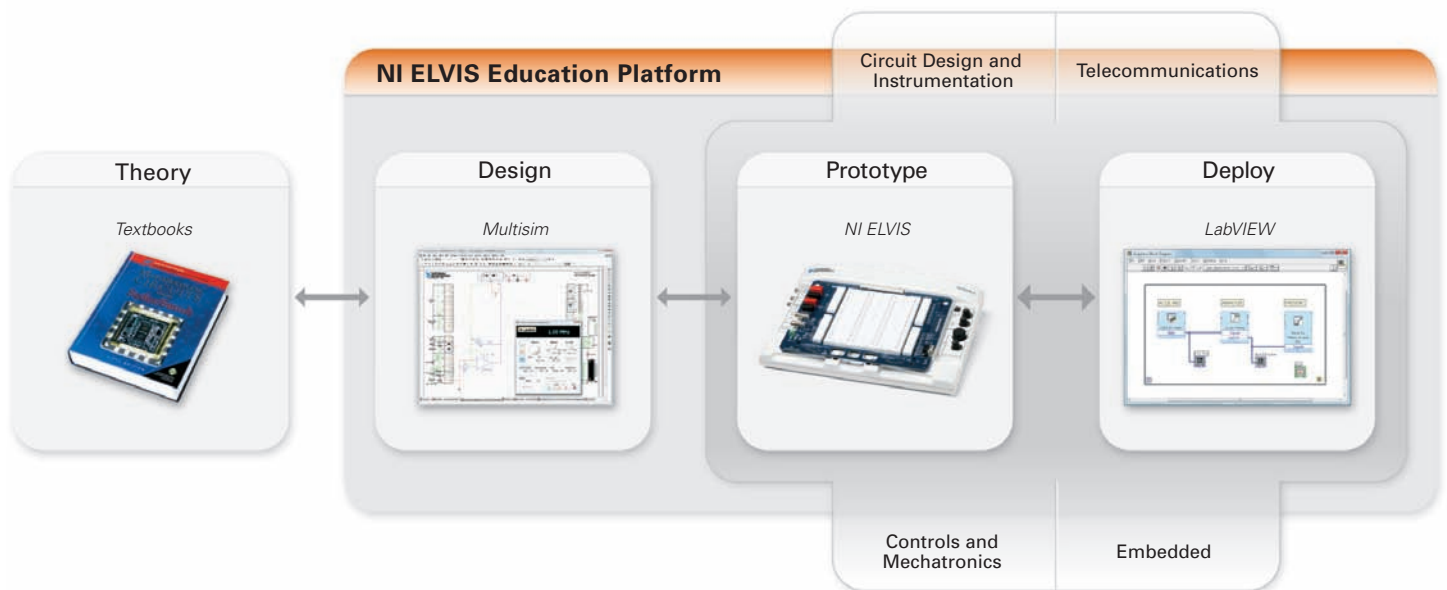 NI ELVIS Education Platform
Circuit Design and
Instrumentation
Telecommunications
Theory
Textbooks
Design
Multisim
Prototype
NI ELVIS
Deploy
LabVIEW
Controls and
Mechatronics
Embedded